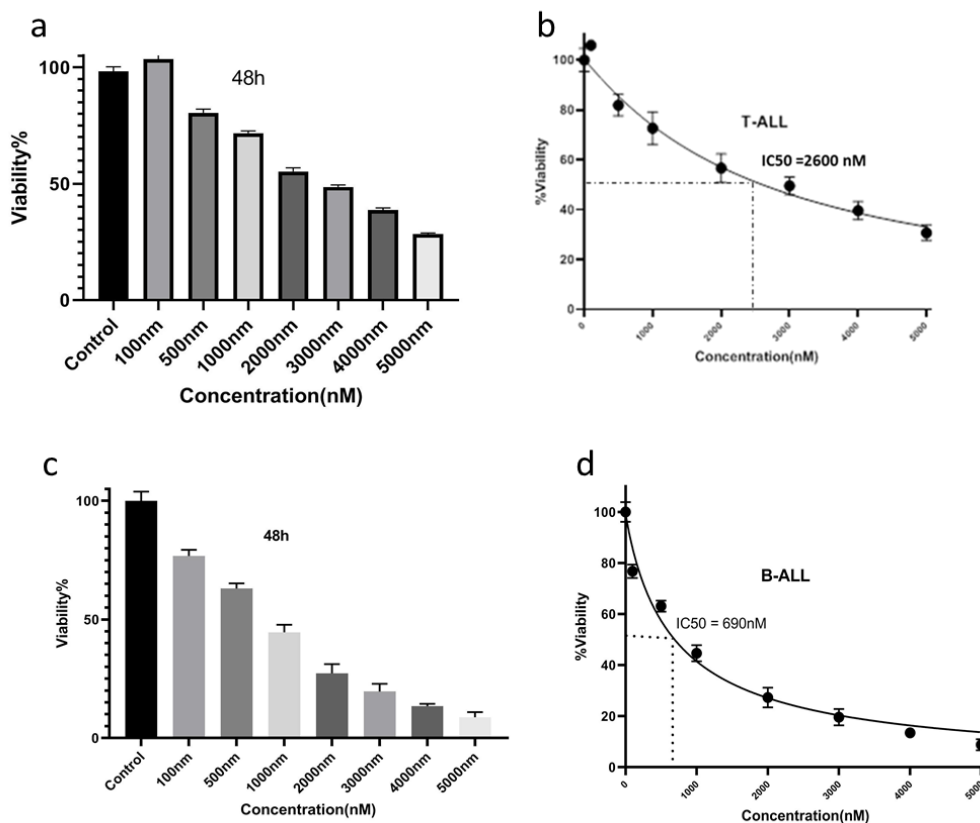 a
Viability%
100
50
0
48h
Control
100nm
500nm
1000nm
2000nm
3000nm
4000nm
5000nm
Concentration(nM)
b
%Viability
100
80
60
40
20
0
T-ALL
IC50 =2600 nM
0
1000
2000
3000
4000
5000
Concentration(nM)
c
Viability%
100
50
0
48h
Control
100nm
500nm
1000nm
2000nm
3000nm
4000nm
5000nm
Concentration(nM)
d
%Viability
100
80
60
40
20
0
B-ALL
IC50 = 690nM
0
1000
2000
3000
4000
5000
Concentration(nM)